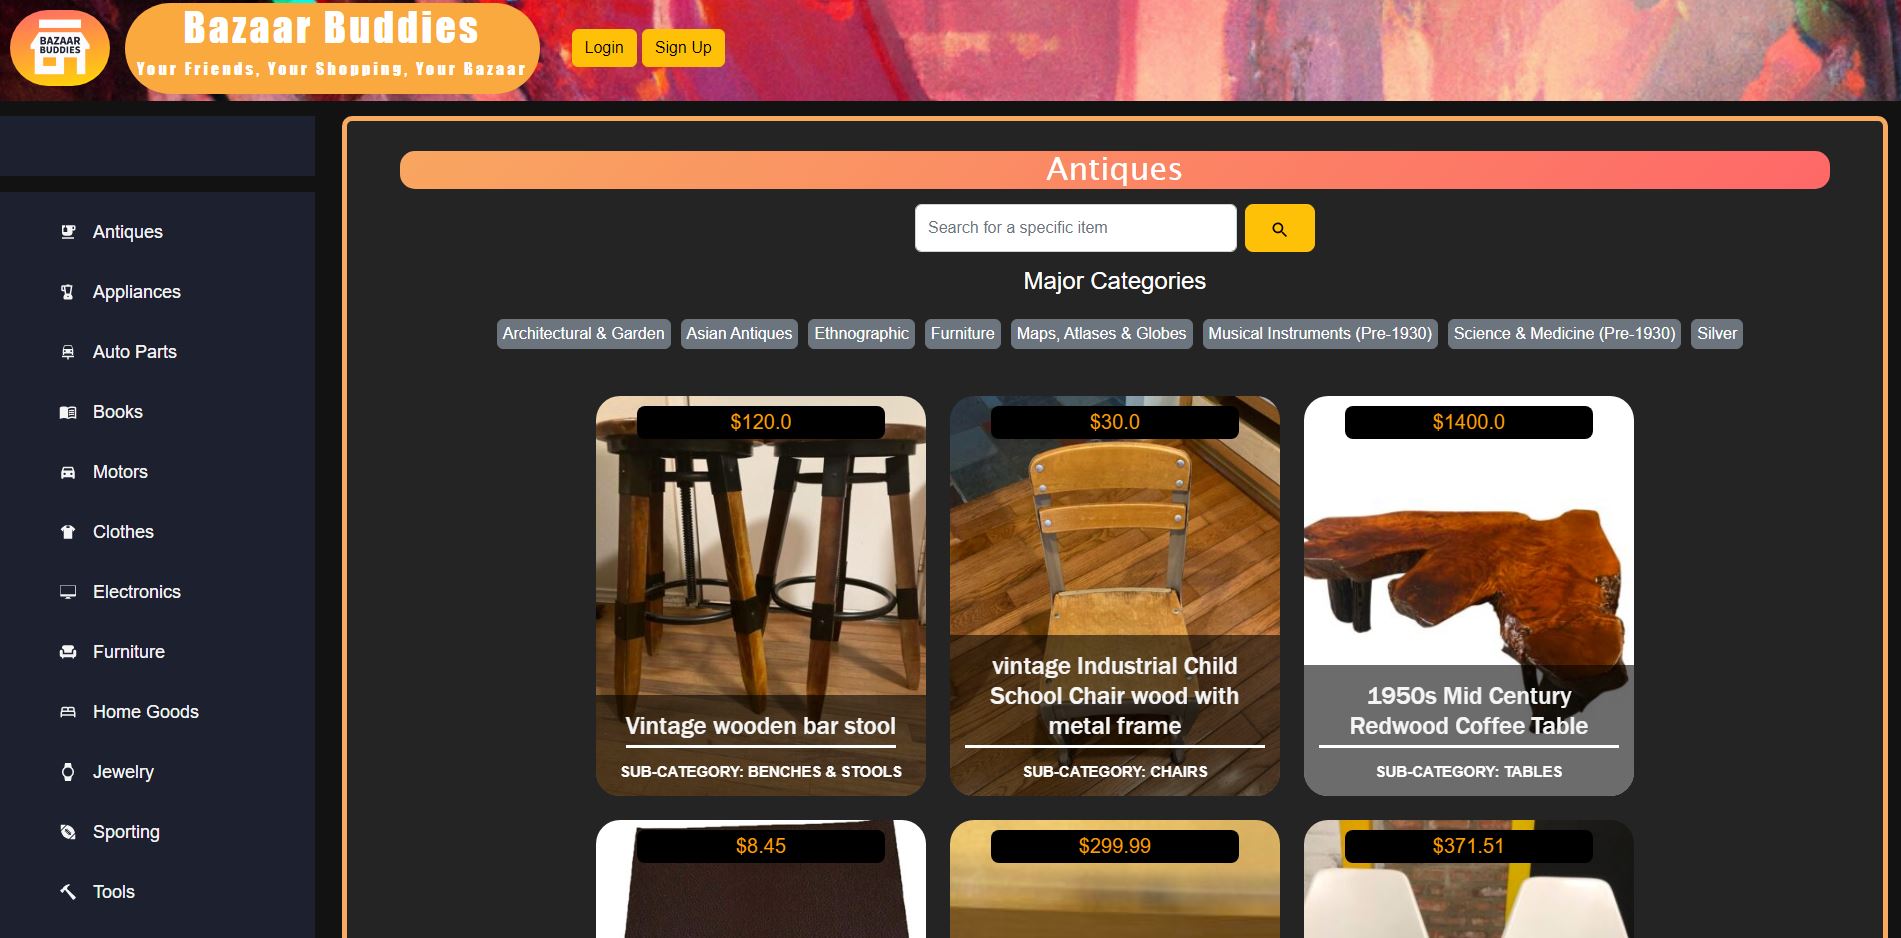 BAZAAR
BUDDIES
Bazaar Buddies
Your Friends, Your Shopping, Your Bazaar
Login
Sign Up
Antiques
Appliances
Auto Parts
Books
Motors
Clothes
Electronics
Furniture
Home Goods
Jewelry
Sporting
Tools
Antiques
Search for a specific item
Major Categories
Architectural & Garden Asian Antiques Ethnographic Furniture Maps, Atlases & Globes Musical Instruments (Pre-1930) Science & Medicine (Pre-1930) Silver
$120.0
Vintage wooden bar stool
SUB-CATEGORY: BENCHES & STOOLS
$30.0
vintage Industrial Child
School Chair wood with
metal frame
SUB-CATEGORY: CHAIRS
$1400.0
1950s Mid Century
Redwood Coffee Table
SUB-CATEGORY: TABLES
$8.45
$299.99
$371.51